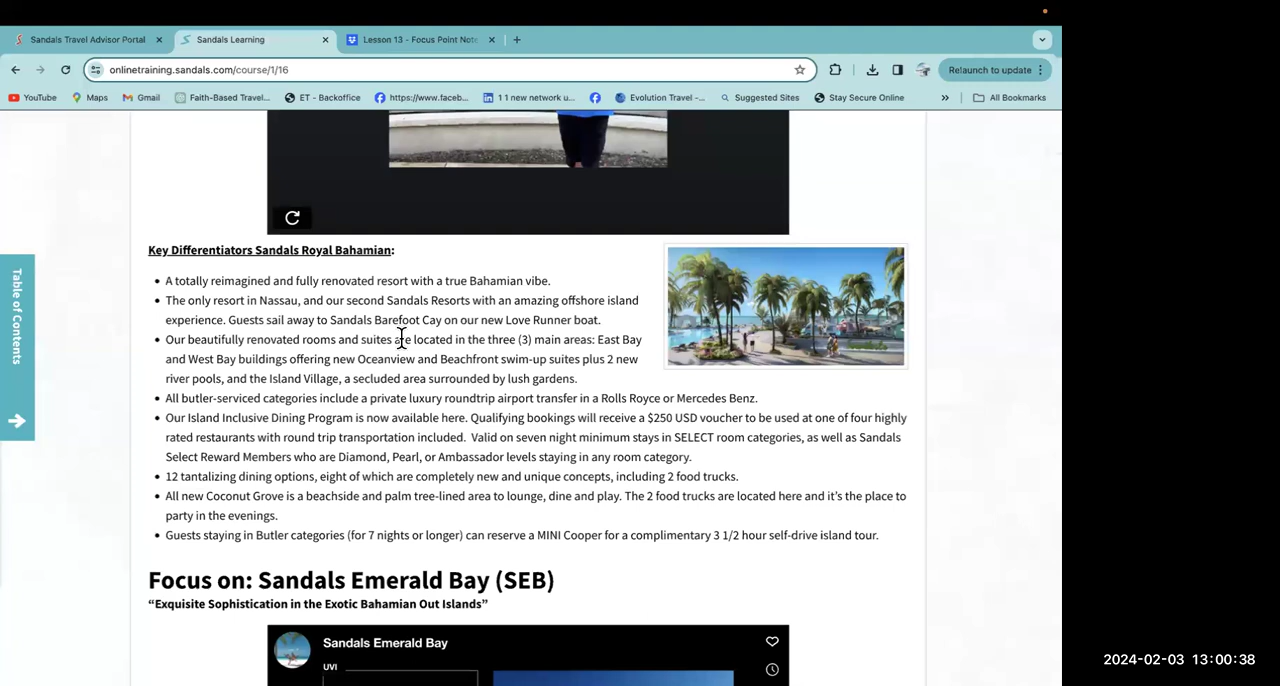 Sandals Travel Advisor Portal
Sandals Learning
Lesson 13 - Focus Point Note
onlinetraining.sandals.com/course/1/16
Relaunch to update
YouTube
Maps
Gmail
Faith-Based Travel...
ET - Backoffice
https://www.faceb...
1 1 new network u...
Evolution Travel -...
Suggested Sites
Stay Secure Online
All Bookmarks
Table of Contents
Key Differentiators Sandals Royal Bahamian:
• A totally reimagined and fully renovated resort with a true Bahamian vibe.
• The only resort in Nassau, and our second Sandals Resorts with an amazing offshore island
experience. Guests sail away to Sandals Barefoot Cay on our new Love Runner boat.
• Our beautifully renovated rooms and suites are located in the three (3) main areas: East Bay
and West Bay buildings offering new Oceanview and Beachfront swim-up suites plus 2 new
river pools, and the Island Village, a secluded area surrounded by lush gardens.
• All butler-serviced categories include a private luxury roundtrip airport transfer in a Rolls Royce or Mercedes Benz.
• Our Island Inclusive Dining Program is now available here. Qualifying bookings will receive a $250 USD voucher to be used at one of four highly
rated restaurants with round trip transportation included. Valid on seven night minimum stays in SELECT room categories, as well as Sandals
Select Reward Members who are Diamond, Pearl, or Ambassador levels staying in any room category.
• 12 tantalizing dining options, eight of which are completely new and unique concepts, including 2 food trucks.
• All new Coconut Grove is a beachside and palm tree-lined area to lounge, dine and play. The 2 food trucks are located here and it's the place to
party in the evenings.
• Guests staying in Butler categories (for 7 nights or longer) can reserve a MINI Cooper for a complimentary 3 1/2 hour self-drive island tour.
Focus on: Sandals Emerald Bay (SEB)
"Exquisite Sophistication in the Exotic Bahamian Out Islands"
Sandals Emerald Bay
UVI
2024-02-03 13:00:38